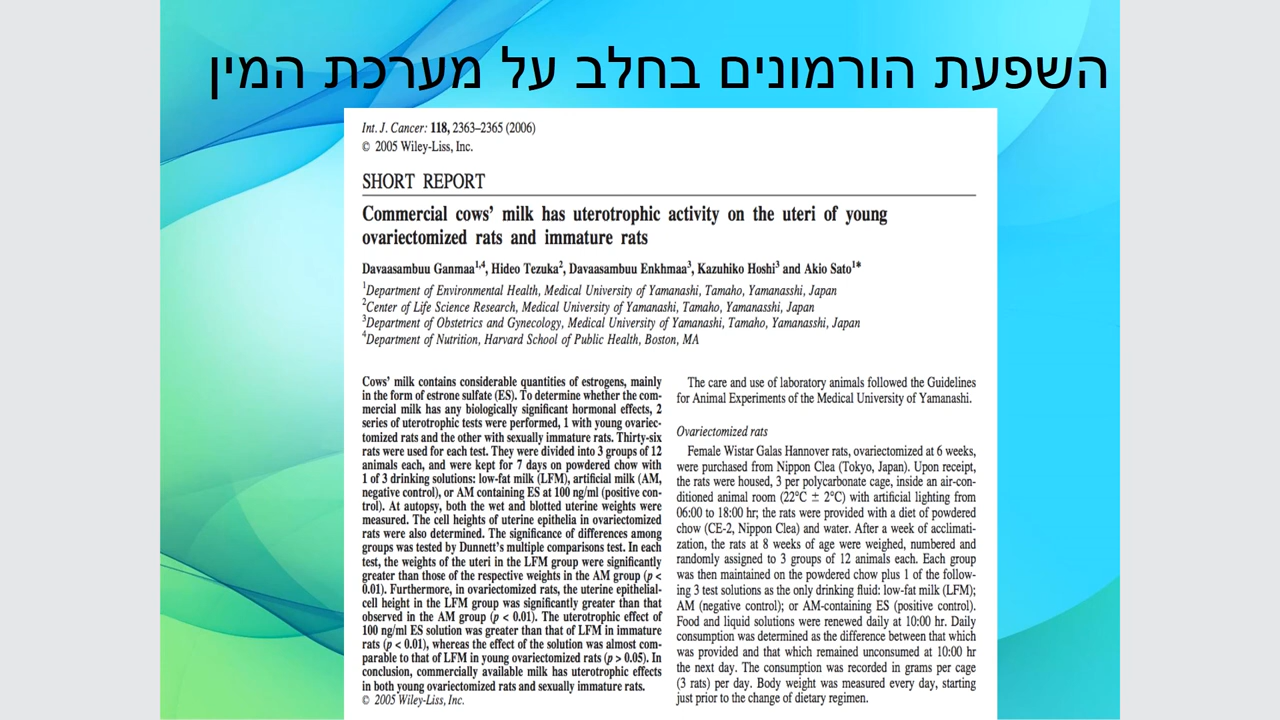 השפעת הורמונים בחלב על מערכת המין
Int. J. Cancer: 118, 2363–2365 (2006)
© 2005 Wiley-Liss, Inc.
SHORT REPORT
Commercial cows’ milk has uterotrophic activity on the uteri of young
ovariectomized rats and immature rats
Davaasambuu Ganmaa1,4, Hideo Tezuka2, Davaasambuu Enkhmaa3, Kazuhiko Hoshi3 and Akio Sato1*
1Department of Environmental Health, Medical University of Yamanashi, Tamaho, Yamanasshi, Japan
2Center of Life Science Research, Medical University of Yamanashi, Tamaho, Yamanasshi, Japan
3Department of Obstetrics and Gynecology, Medical University of Yamanashi, Tamaho, Yamanasshi, Japan
4Department of Nutrition, Harvard School of Public Health, Boston, MA
Cows’ milk contains considerable quantities of estrogens, mainly
in the form of estrone sulfate (ES). To determine whether the com-
mercial milk has any biologically significant hormonal effects, 2
series of uterotrophic tests were performed, 1 with young ovariec-
tomized rats and the other with sexually immature rats. Thirty-six
rats were used for each test. They were divided into 3 groups of 12
animals each, and were kept for 7 days on powdered chow with
1 of 3 drinking solutions: low-fat milk (LFM), artificial milk (AM,
negative control), or AM containing ES at 100 ng/ml (positive con-
trol). At autopsy, both the wet and blotted uterine weights were
measured. The cell heights of uterine epithelia in ovariectomized
rats were also determined. The significance of differences among
groups was tested by Dunnett’s multiple comparisons test. In each
test, the weights of the uteri in the LFM group were significantly
greater than those of the respective weights in the AM group (p <
0.01). Furthermore, in ovariectomized rats, the uterine epithelial-
cell height in the LFM group was significantly greater than that
observed in the AM group (p < 0.01). The uterotrophic effect of
100 ng/ml ES solution was greater than that of LFM in immature
rats (p < 0.01), whereas the effect of the solution was almost com-
parable to that of LFM in young ovariectomized rats (p > 0.05). In
conclusion, commercially available milk has uterotrophic effects
in both young ovariectomized rats and sexually immature rats.
© 2005 Wiley-Liss, Inc.
The care and use of laboratory animals followed the Guidelines
for Animal Experiments of the Medical University of Yamanashi.
Ovariectomized rats
Female Wistar Galas Hannover rats, ovariectomized at 6 weeks,
were purchased from Nippon Clea (Tokyo, Japan). Upon receipt,
the rats were housed, 3 per polycarbonate cage, inside an air-con-
ditioned animal room (22°C ± 2°C) with artificial lighting from
06:00 to 18:00 hr; the rats were provided with a diet of powdered
chow (CE-2, Nippon Clea) and water. After a week of acclimati-
zation, the rats at 8 weeks of age were weighed, numbered and
randomly assigned to 3 groups of 12 animals each. Each group
was then maintained on the powdered chow plus 1 of the follow-
ing 3 test solutions as the only drinking fluid: low-fat milk (LFM);
AM (negative control); or AM-containing ES (positive control).
Food and liquid solutions were renewed daily at 10:00 hr. Daily
consumption was determined as the difference between that which
was provided and that which remained unconsumed at 10:00 hr
the next day. The consumption was recorded in grams per cage
(3 rats) per day. Body weight was measured every day, starting
just prior to the change of dietary regimen.